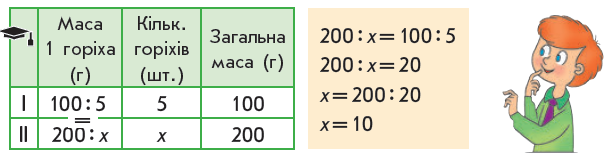 Маса 1 горіха (г) Кільк. горіхів (шт.) Загальна маса (г)
I 100 : 5 5 100
=
II 200 : x x 200
200 : x = 100 : 5
200 : x = 20
x = 200 : 20
x = 10